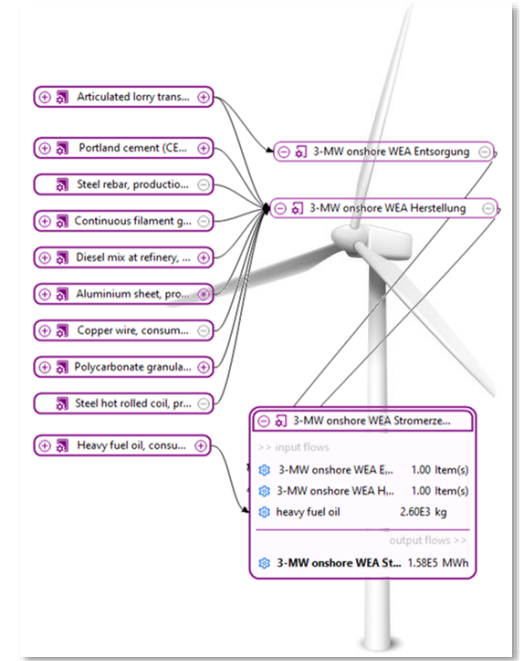 Articulated lorry trans...
3-MW onshore WEA Entsorgung
Portland cement (CE...
Steel rebar, productio...
3-MW onshore WEA Herstellung
Continuous filament g...
Diesel mix at refinery, ...
Aluminium sheet, pro...
Copper wire, consum...
Polycarbonate granula...
Steel hot rolled coil, pr...
Heavy fuel oil, consu...
3-MW onshore WEA Stromerze...
>> input flows
3-MW onshore WEA E... 1.00 Item(s)
3-MW onshore WEA H... 1.00 Item(s)
heavy fuel oil 2.60E3 kg
output flows >>
3-MW onshore WEA St... 1.58E5 MWh